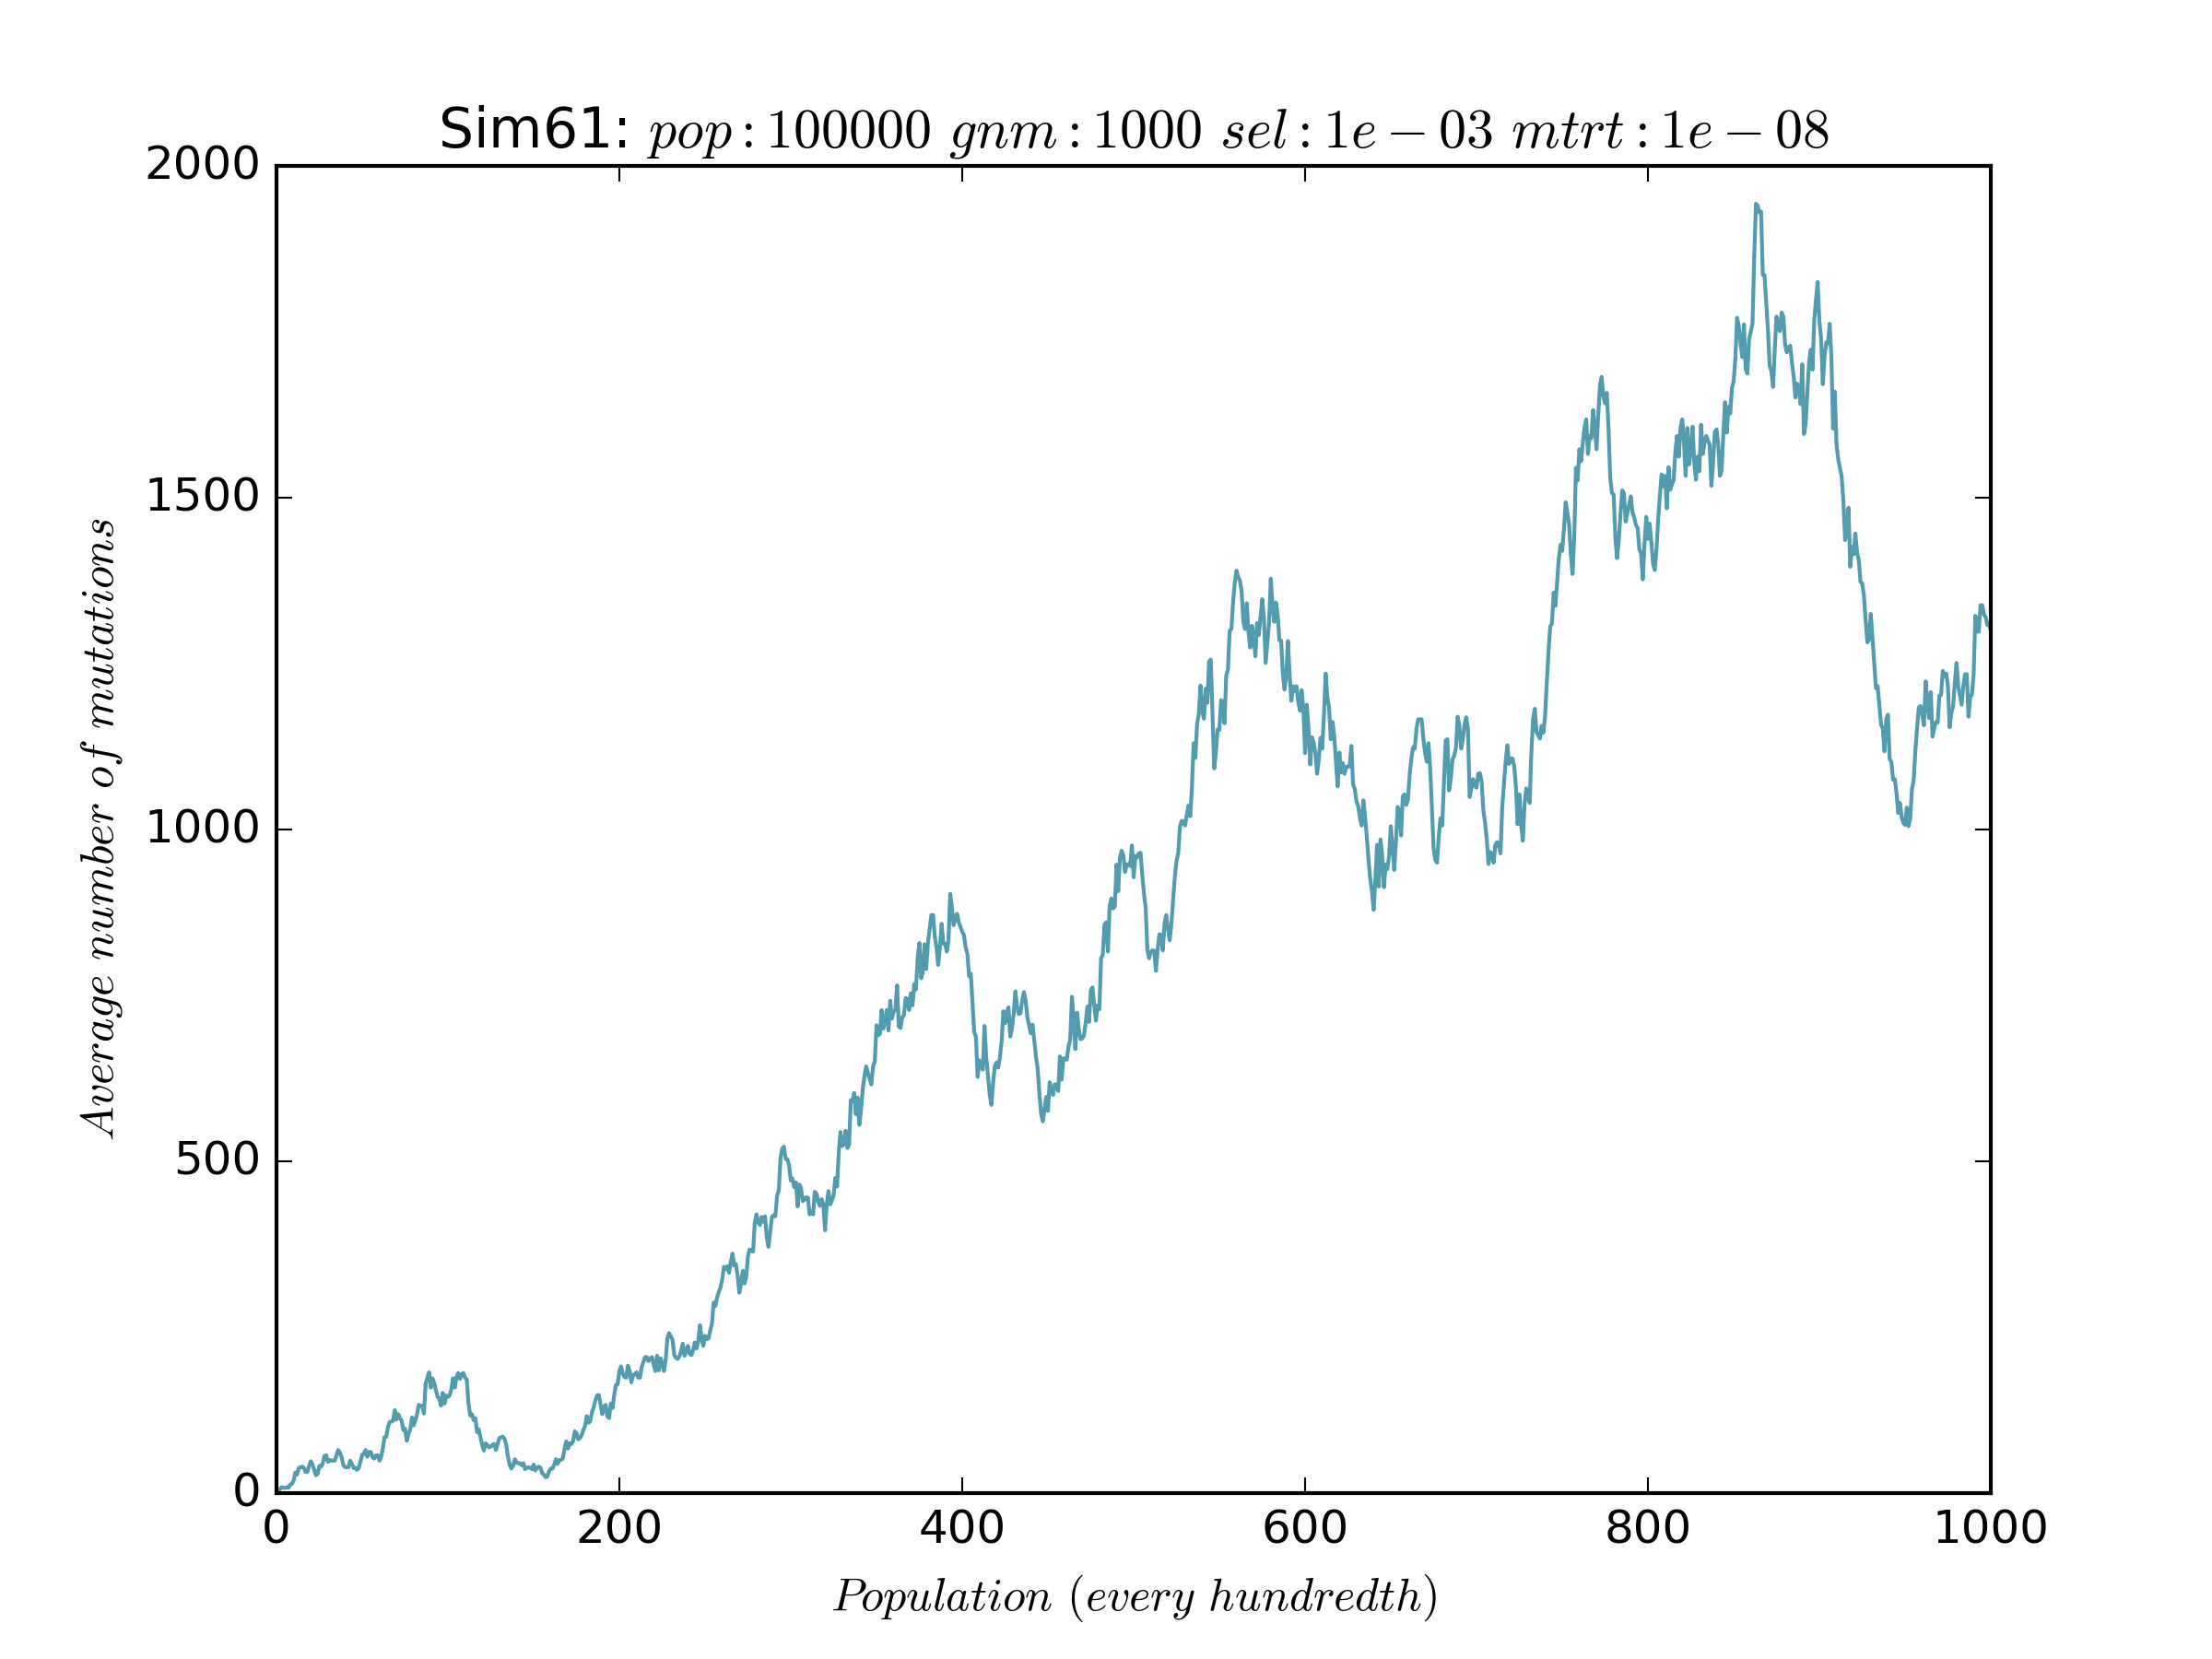 Sim61: pop : 100000 gnm : 1000 sel : 1e − 03 mtrt : 1e − 08
2000
1500
1000
500
0
Average number of mutations
0 200 400 600 800 1000
Population (every hundredth)